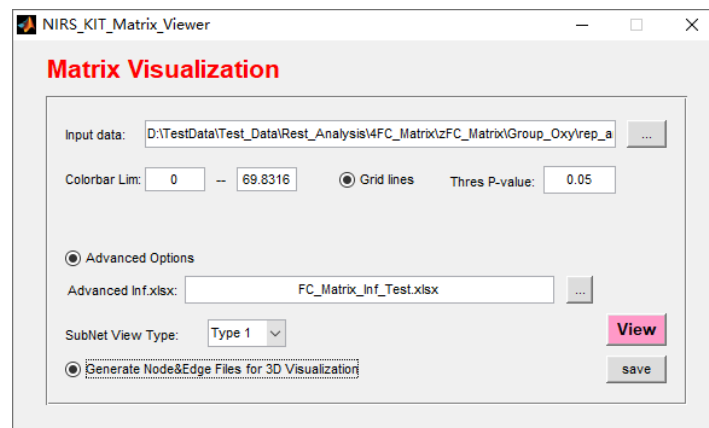 NIRS_KIT_Matrix_Viewer
Matrix Visualization
Input data: D:\TestData\Test_Data\Rest_Analysis\4FC_Matrix\zFC_Matrix\Group_Oxy\rep_a ...
Colorbar Lim: 0 -- 69.8316 Grid lines Thres P-value: 0.05
Advanced Options
Advanced Inf.xlsx: FC_Matrix_Inf_Test.xlsx ...
SubNet View Type: Type 1 View
Generate Node&Edge Files for 3D Visualization save